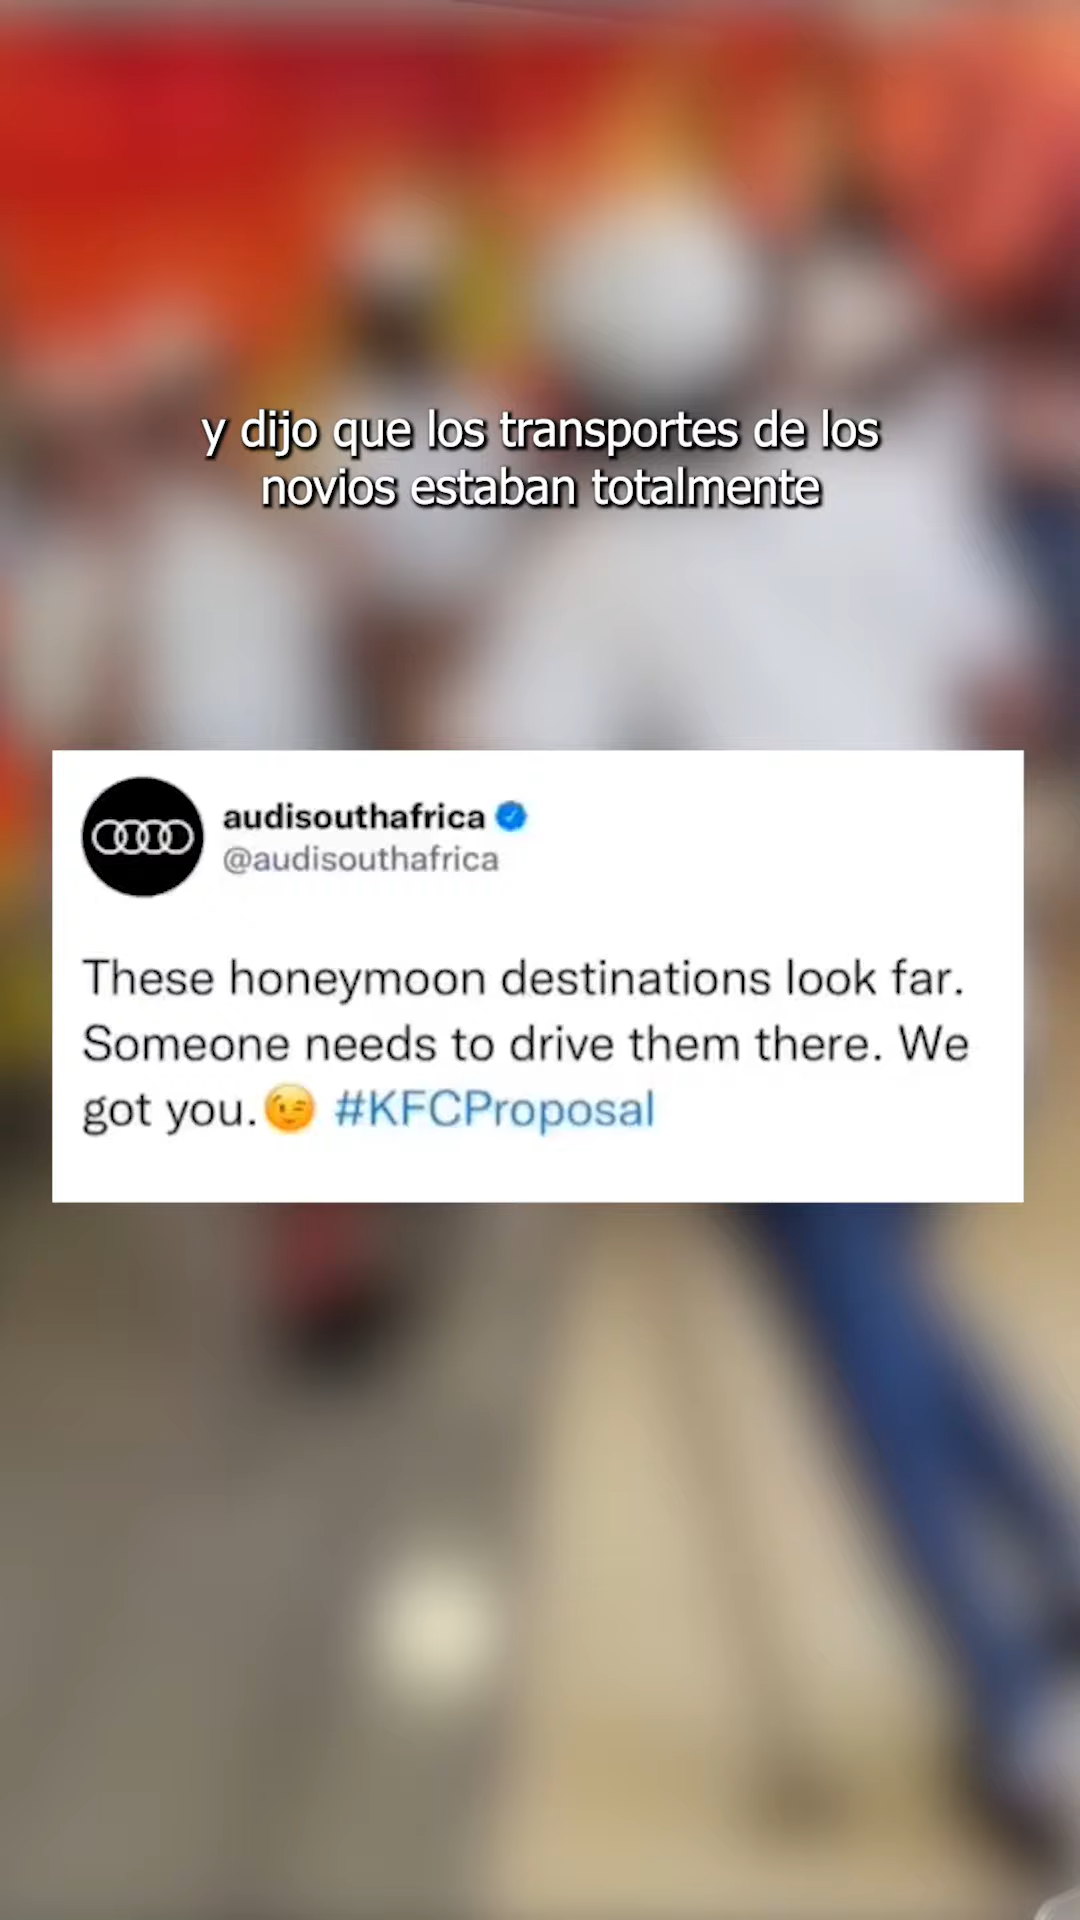 y dijo que los transportes de los
novios estaban totalmente
audisouthafrica
@audisouthafrica
These honeymoon destinations look far.
Someone needs to drive them there. We
got you.😉 #KFCProposal